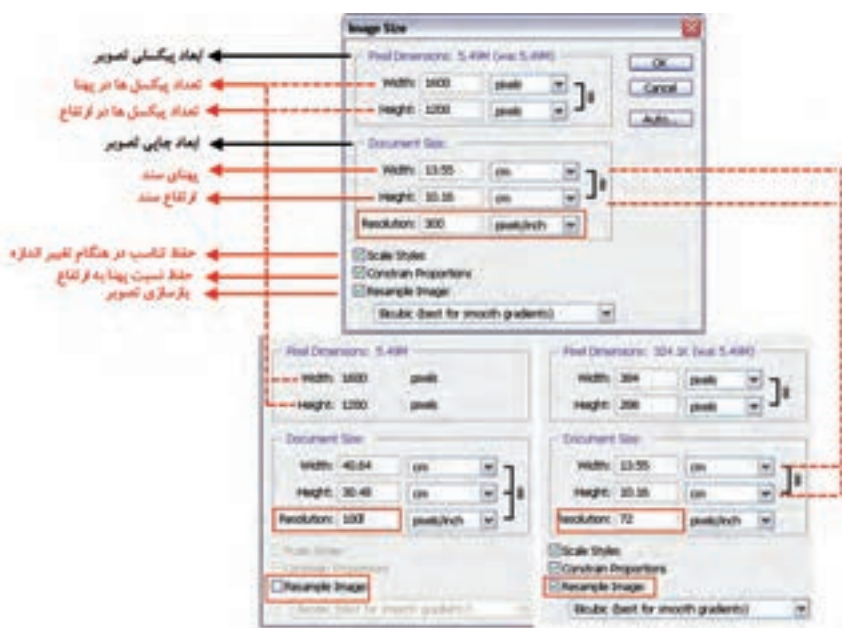 Image Size
Pixel Dimensions: 5.49M (was 5.49M)
Width: 1600 pixels
Height: 1200 pixels
OK
Cancel
Auto...
Document Size:
Width: 13.55 cm
Height: 10.16 cm
Resolution: 300 pixels/inch
Scale Styles
Constrain Proportions
Resample Image:
Bicubic (best for smooth gradients)
ابعاد پیکسلی تصویر
تعداد پیکسل ها در پهنا
تعداد پیکسل ها در ارتفاع
ابعاد چاپی تصویر
پهنای سند
ارتفاع سند
حفظ تناسب در هنگام تغییر اندازه
حفظ نسبت پهنا به ارتفاع
بازسازی تصویر
Pixel Dimensions: 5.49M
Width: 1600 pixels
Height: 1200 pixels
Document Size:
Width: 40.64 cm
Height: 30.48 cm
Resolution: 100 pixels/inch
Scale Styles
Constrain Proportions
Resample Image:
Bicubic (best for smooth gradients)
Pixel Dimensions: 324.1K (was 5.49M)
Width: 384 pixels
Height: pixels
Document Size:
Width: 13.55 cm
Height: 10.16 cm
Resolution: 72 pixels/inch
Scale Styles
Constrain Proportions
Resample Image:
Bicubic (best for smooth gradients)